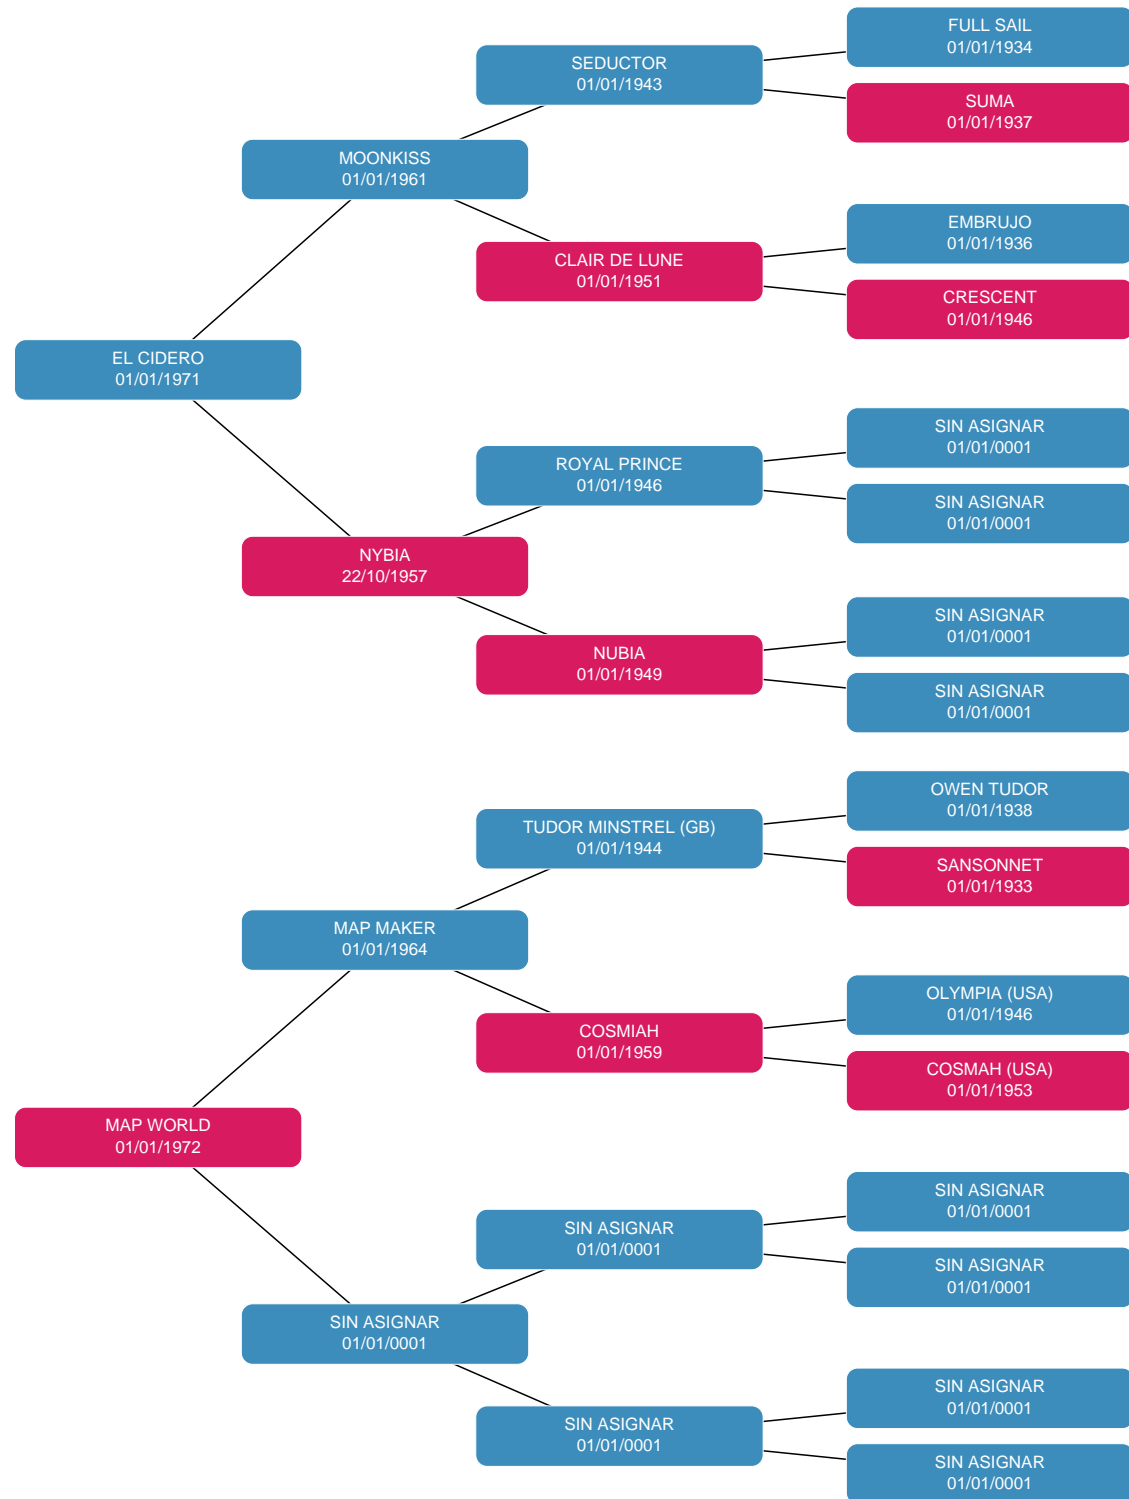 FULL SAIL
01/01/1934
SEDUCTOR
01/01/1943
SUMA
01/01/1937
MOONKISS
01/01/1961
EMBRUJO
01/01/1936
CLAIR DE LUNE
01/01/1951
CRESCENT
01/01/1946
EL CIDERO
01/01/1971
SIN ASIGNAR
01/01/0001
ROYAL PRINCE
01/01/1946
SIN ASIGNAR
01/01/0001
NYBIA
22/10/1957
SIN ASIGNAR
01/01/0001
NUBIA
01/01/1949
SIN ASIGNAR
01/01/0001
OWEN TUDOR
01/01/1938
TUDOR MINSTREL (GB)
01/01/1944
SANSONNET
01/01/1933
MAP MAKER
01/01/1964
OLYMPIA (USA)
01/01/1946
COSMIAH
01/01/1959
COSMAH (USA)
01/01/1953
MAP WORLD
01/01/1972
SIN ASIGNAR
01/01/0001
SIN ASIGNAR
01/01/0001
SIN ASIGNAR
01/01/0001
SIN ASIGNAR
01/01/0001
SIN ASIGNAR
01/01/0001
SIN ASIGNAR
01/01/0001
SIN ASIGNAR
01/01/0001